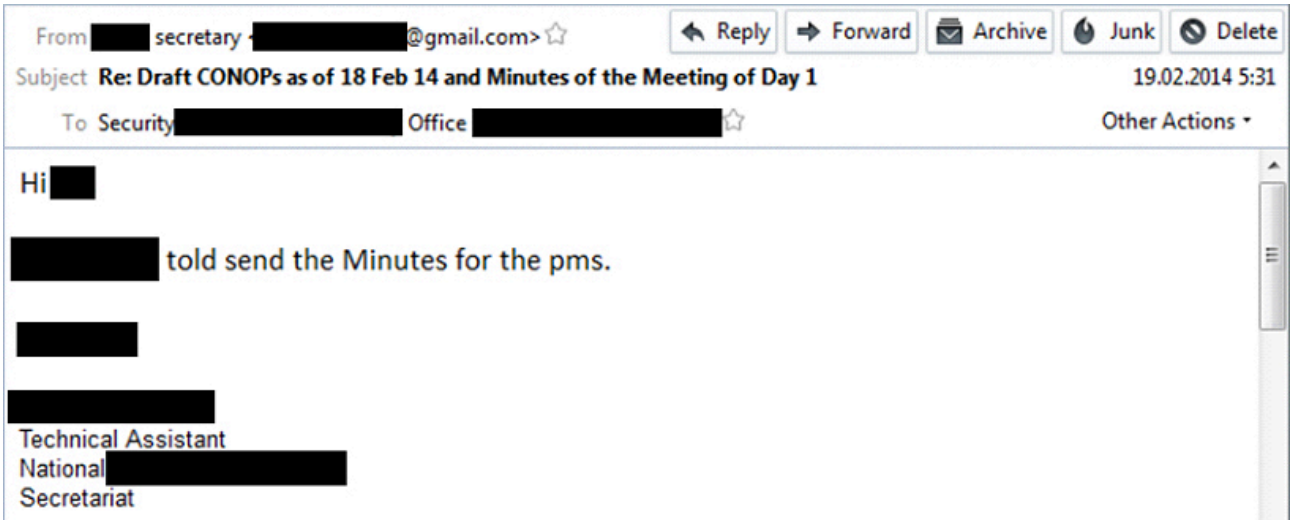 From secretary < @gmail.com> Reply Forward Archive Junk Delete
Subject Re: Draft CONOPs as of 18 Feb 14 and Minutes of the Meeting of Day 1 19.02.2014 5:31
To Security Office Other Actions
Hi
told send the Minutes for the pms.
Technical Assistant
National
Secretariat